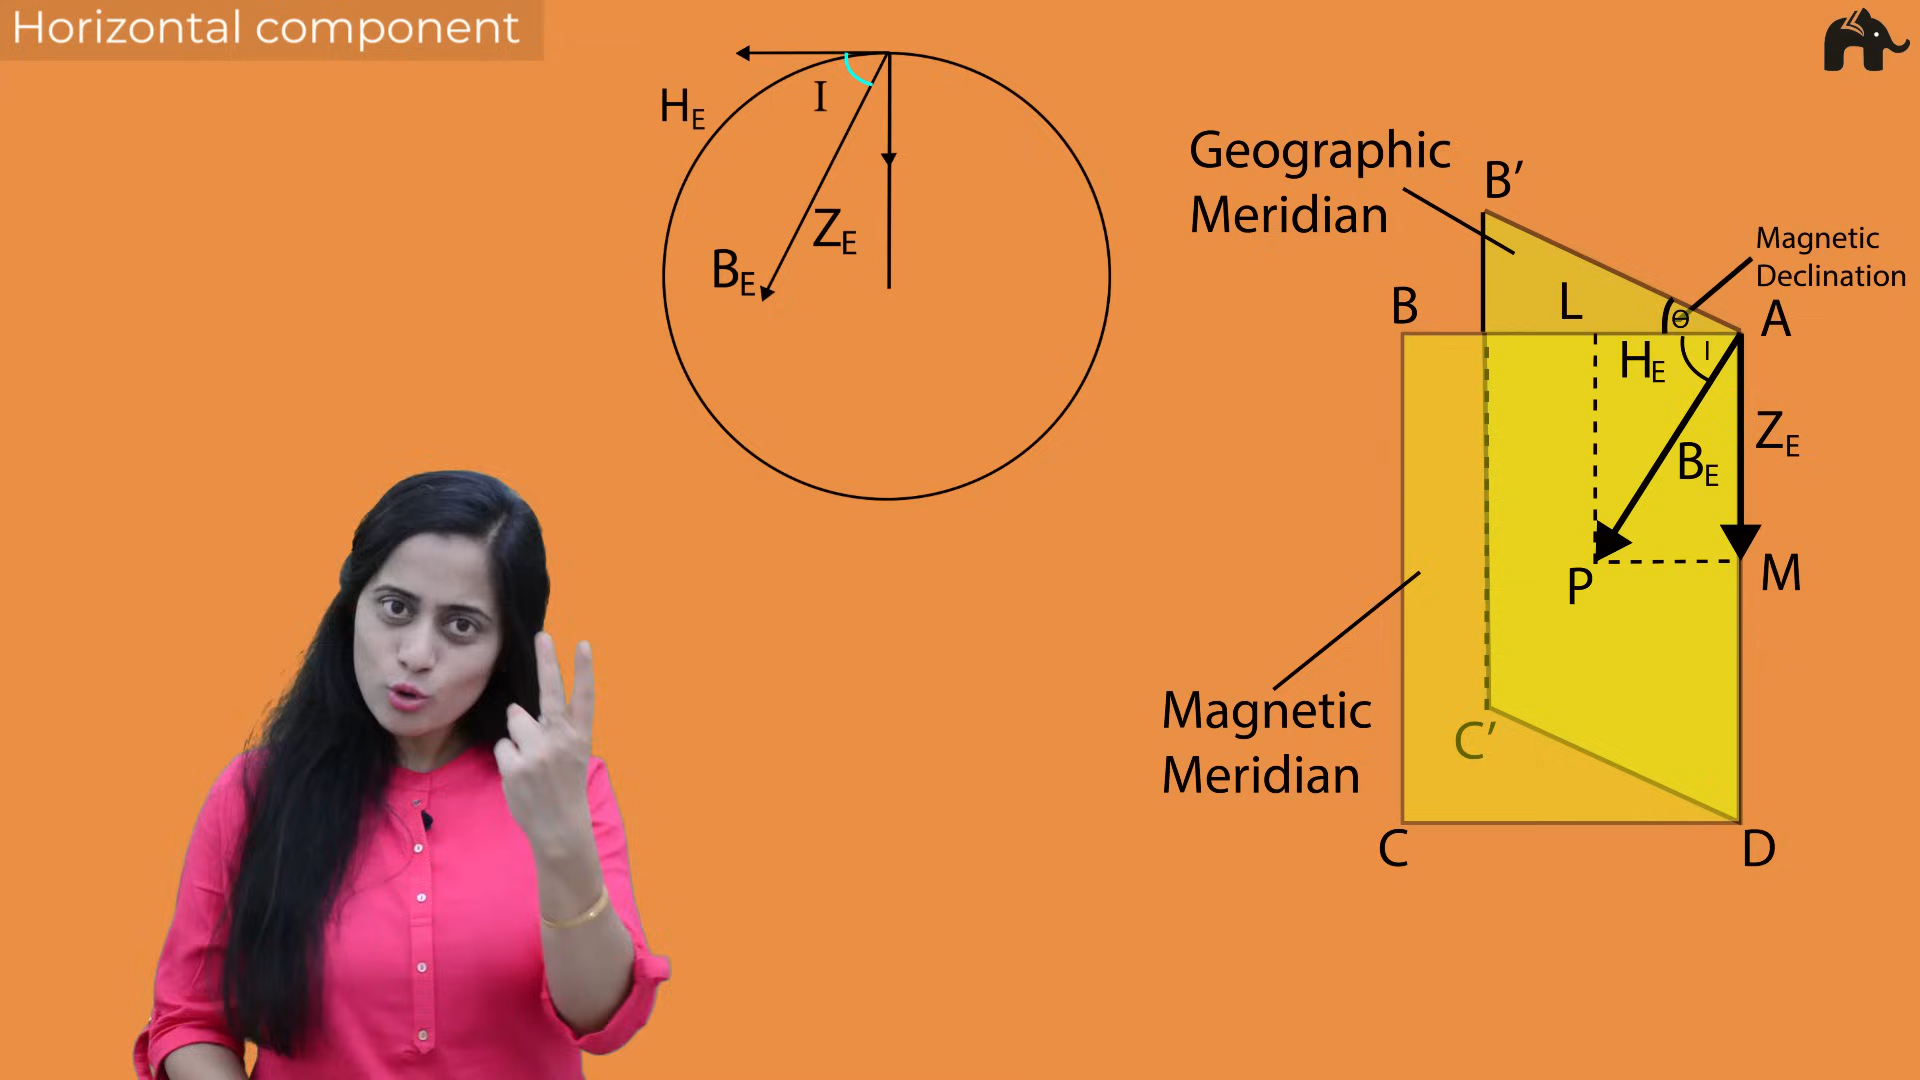 Horizontal component
H_E
I
Z_E
B_E
Geographic
Meridian
B′
Magnetic
Declination
B
L
Θ
A
H_E
I
Z_E
B_E
P
M
Magnetic
Meridian
C′
C
D